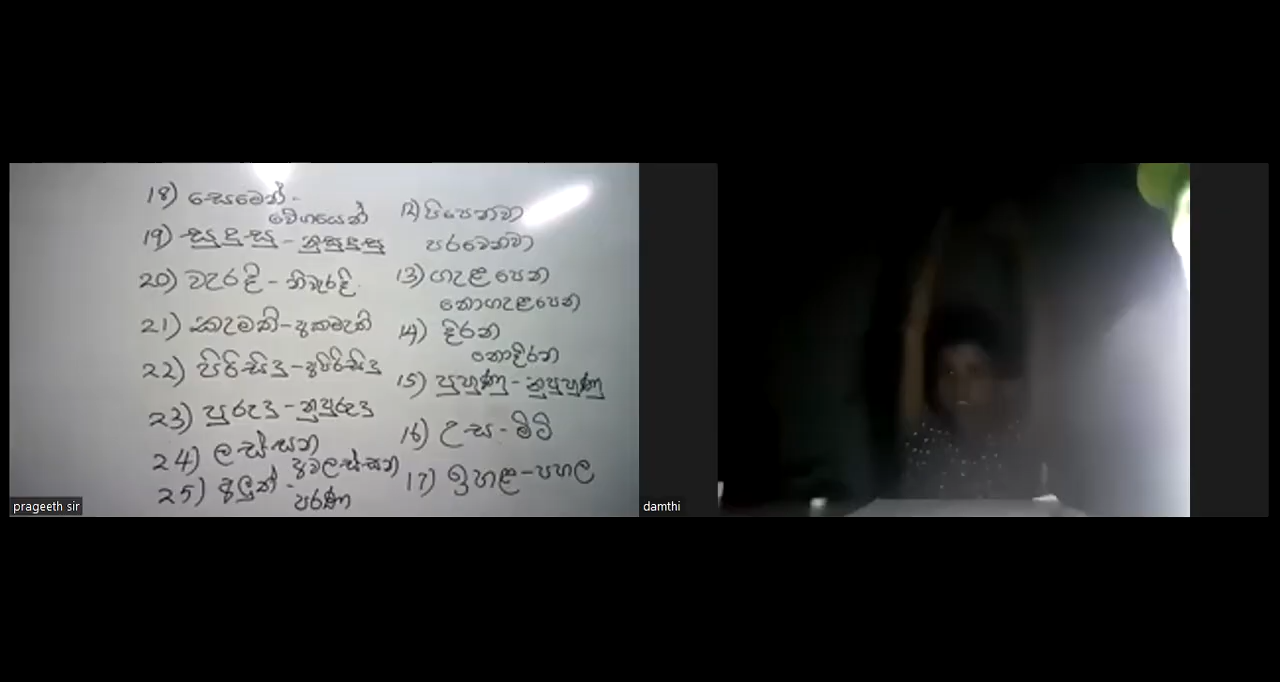 18) සෙමෙන් -
වේගයෙන්
19) සුදුසු - නුසුදුසු
20) වැරදි - නිවැරදි
21) කැමති - අකමැති
22) පිරිසිදු - අපිරිසිදු
23) පුරුදු - නුපුරුදු
24) ලස්සන
අවලස්සන
25) අලුත් -
පරණ
12) පිපෙනවා
පරවෙනවා
13) ගැළපෙන
නොගැළපෙන
14) දිරන
නොදිරන
15) පුහුණු - නුපුහුණු
16) උස - මිටි
17) ඉහළ - පහල
prageeth sir
damthi